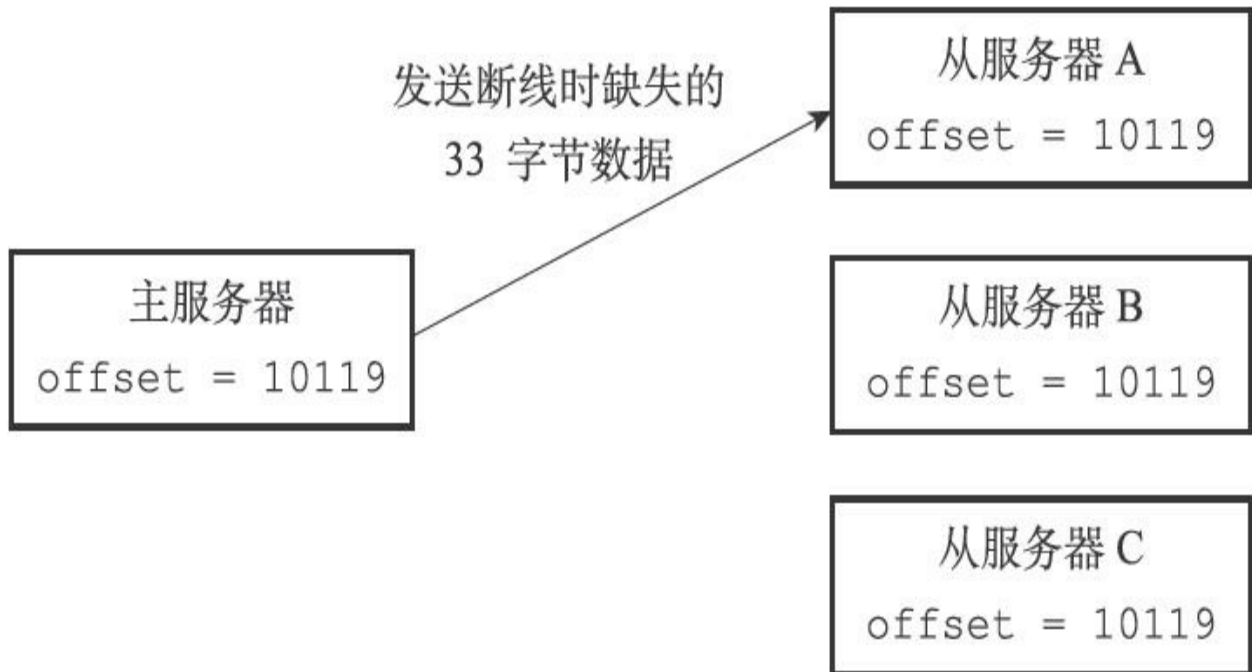 发送断线时缺失的
33 字节数据
主服务器
offset = 10119
从服务器 A
offset = 10119
从服务器 B
offset = 10119
从服务器 C
offset = 10119